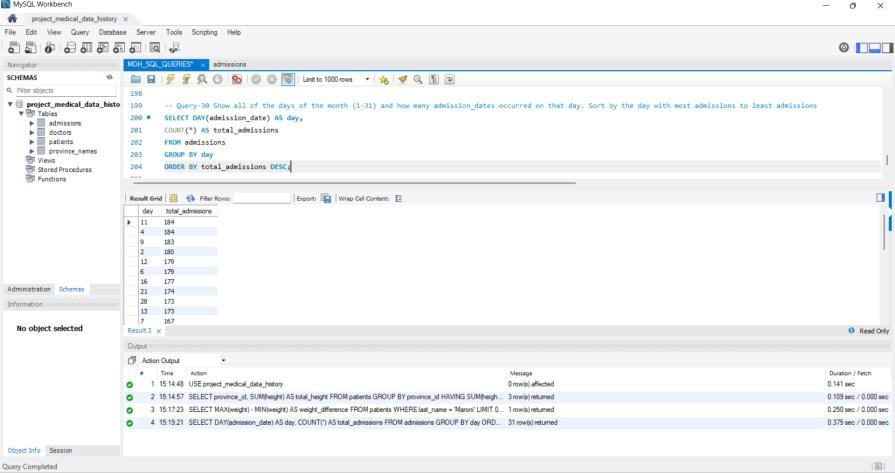 MySQL Workbench
project_medical_data_history ×
File Edit View Query Database Server Tools Scripting Help
Navigator
SCHEMAS
Filter objects
project_medical_data_histo
Tables
admissions
doctors
patients
province_names
Views
Stored Procedures
Functions
Administration Schemas
Information
No object selected
Object Info Session
Query Completed
MDH_SQL_QUERIES* × admissions
Limit to 1000 rows
198
199 -- Query-30 Show all of the days of the month (1-31) and how many admission_dates occurred on that day. Sort by the day with most admissions to least admissions
200 SELECT DAY(admission_date) AS day,
201 COUNT(*) AS total_admissions
202 FROM admissions
203 GROUP BY day
204 ORDER BY total_admissions DESC;
Result Grid Filter Rows: Export: Wrap Cell Content:
day total_admissions
11 184
4 184
9 183
2 180
12 179
6 179
16 177
21 174
28 173
13 173
7 167
Result 3 × Read Only
Output
Action Output
# Time Action Message Duration / Fetch
1 15:14:48 USE project_medical_data_history 0 row(s) affected 0.141 sec
2 15:14:57 SELECT province_id, SUM(height) AS total_height FROM patients GROUP BY province_id HAVING SUM(heigh... 3 row(s) returned 0.109 sec / 0.000 sec
3 15:17:23 SELECT MAX(weight) - MIN(weight) AS weight_difference FROM patients WHERE last_name = 'Maroni' LIMIT 0... 1 row(s) returned 0.250 sec / 0.000 sec
4 15:19:21 SELECT DAY(admission_date) AS day, COUNT(*) AS total_admissions FROM admissions GROUP BY day ORD... 31 row(s) returned 0.375 sec / 0.000 sec